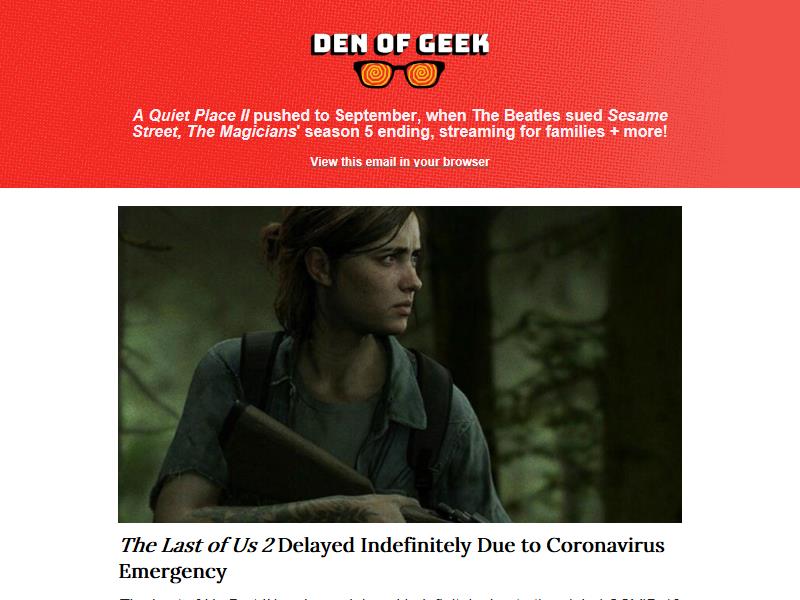 DEN OF GEEK
A Quiet Place II pushed to September, when The Beatles sued Sesame
Street, The Magicians' season 5 ending, streaming for families + more!
View this email in your browser
The Last of Us 2 Delayed Indefinitely Due to Coronavirus
Emergency